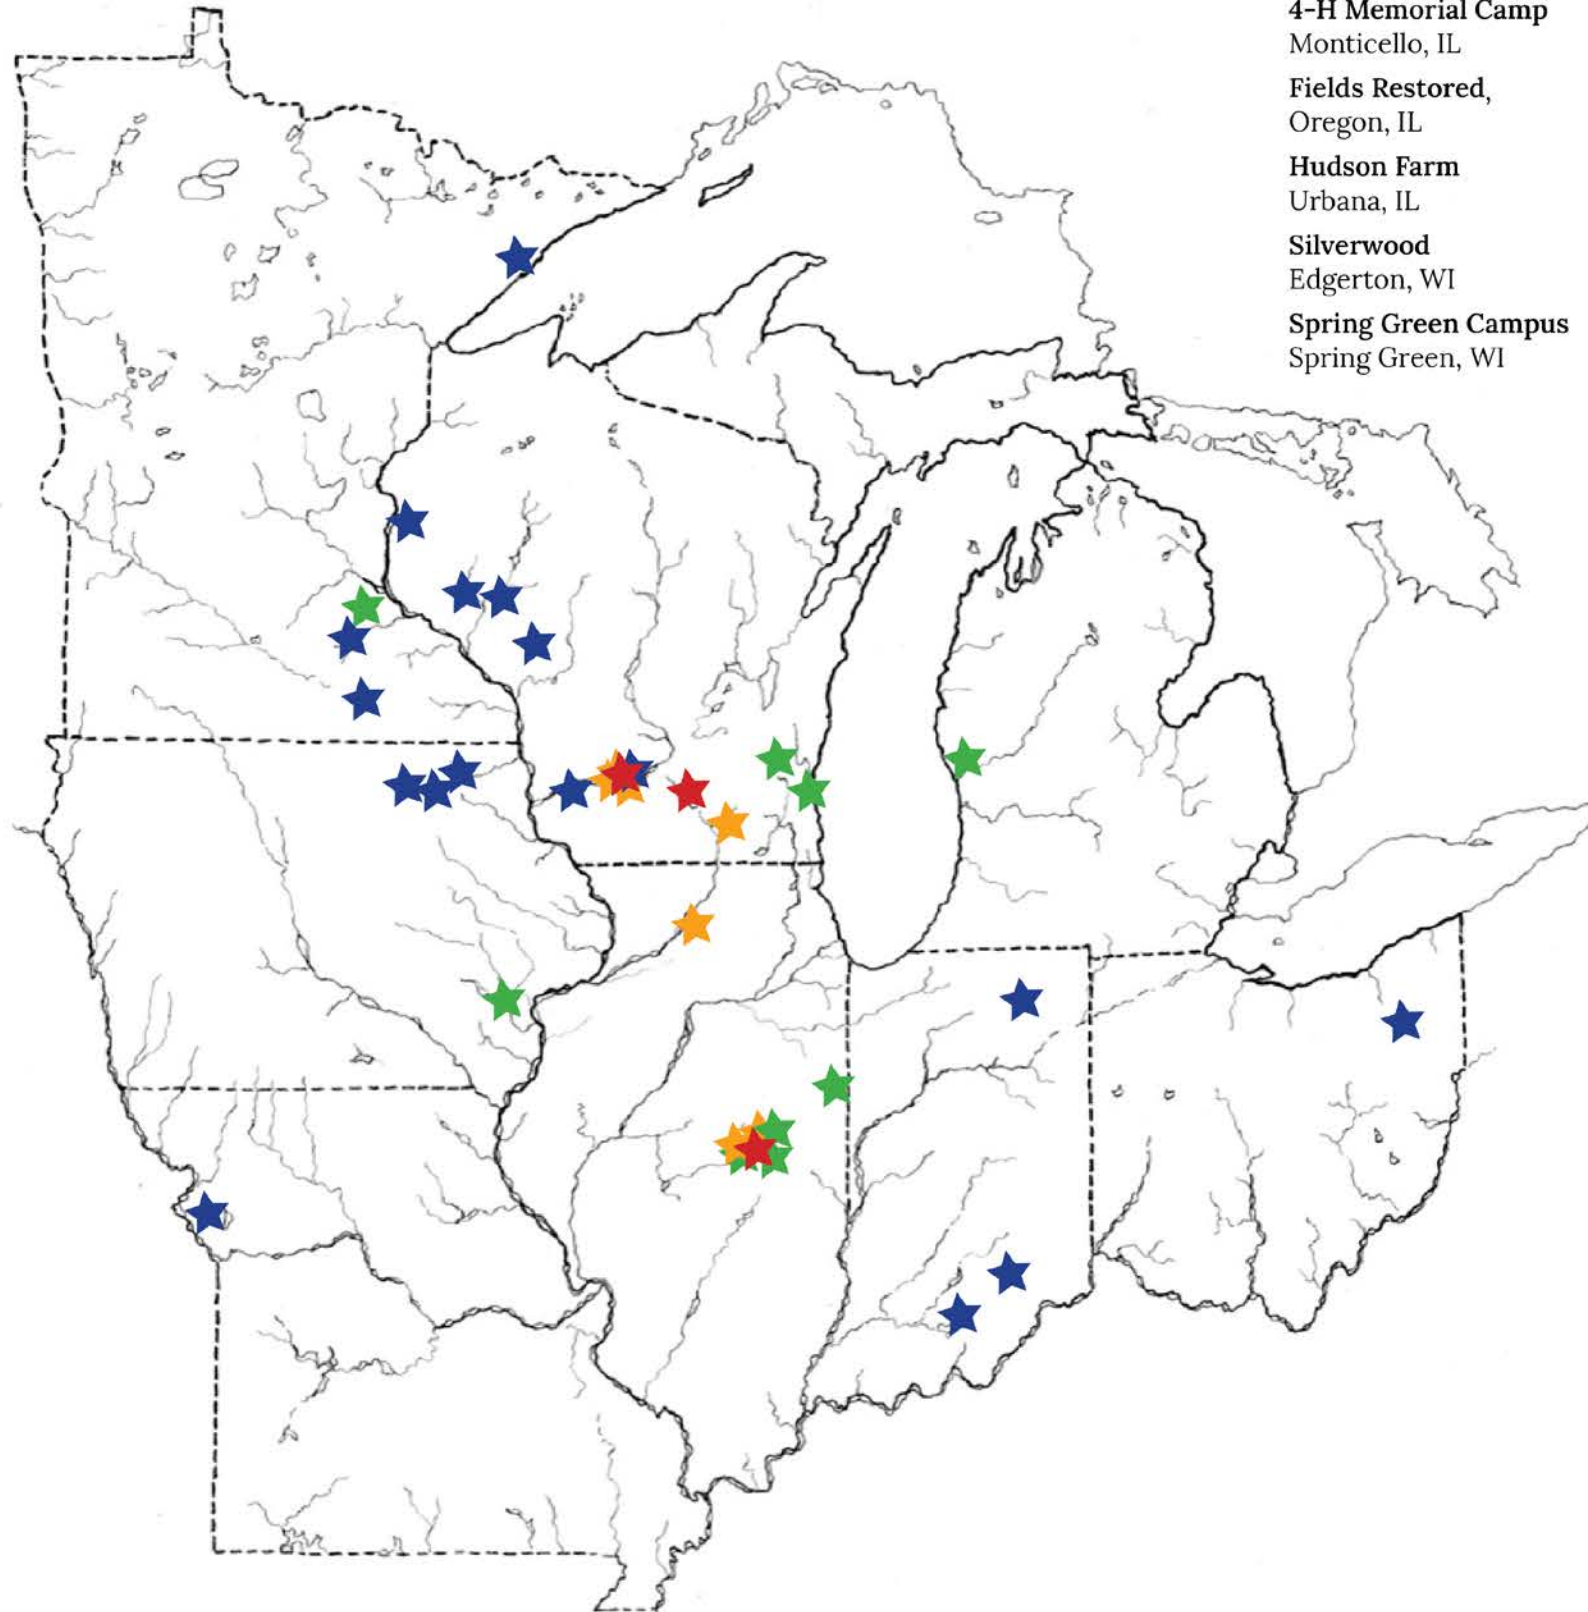 4-H Memorial Camp
Monticello, IL
Fields Restored,
Oregon, IL
Hudson Farm
Urbana, IL
Silverwood
Edgerton, WI
Spring Green Campus
Spring Green, WI